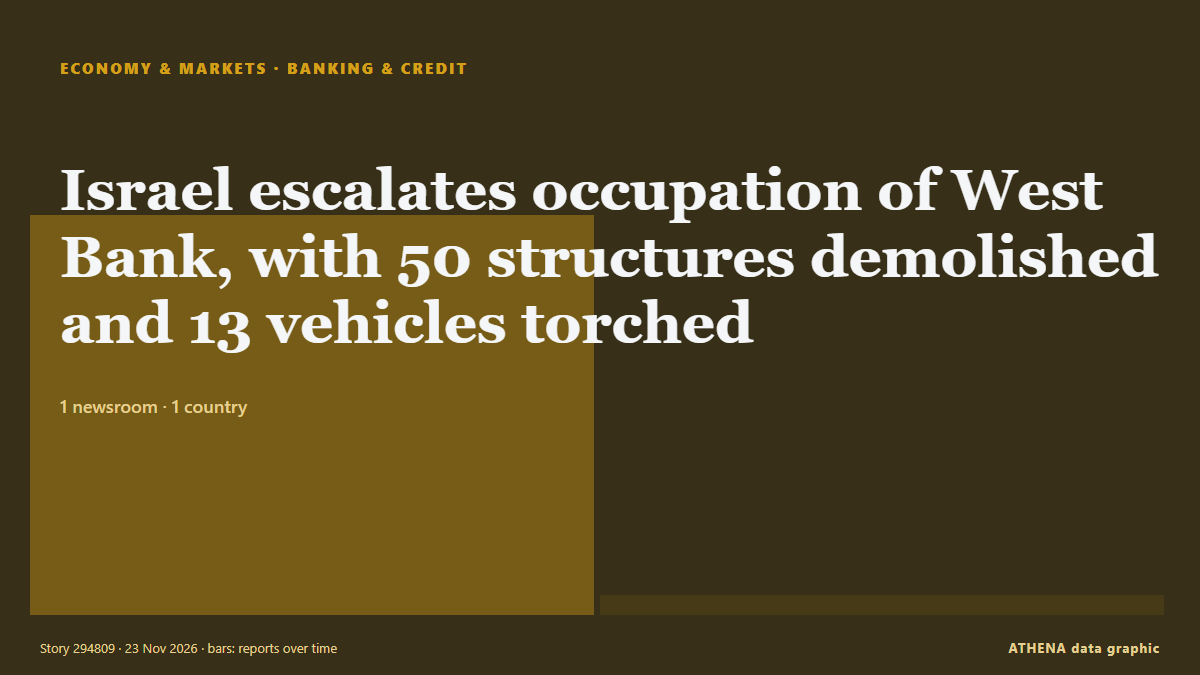 ECONOMY & MARKETS · BANKING & CREDIT
Israel escalates occupation of West
Bank, with 50 structures demolished
and 13 vehicles torched
1 newsroom · 1 country
Story 294809 · 23 Nov 2026 · bars: reports over time
ATHENA data graphic